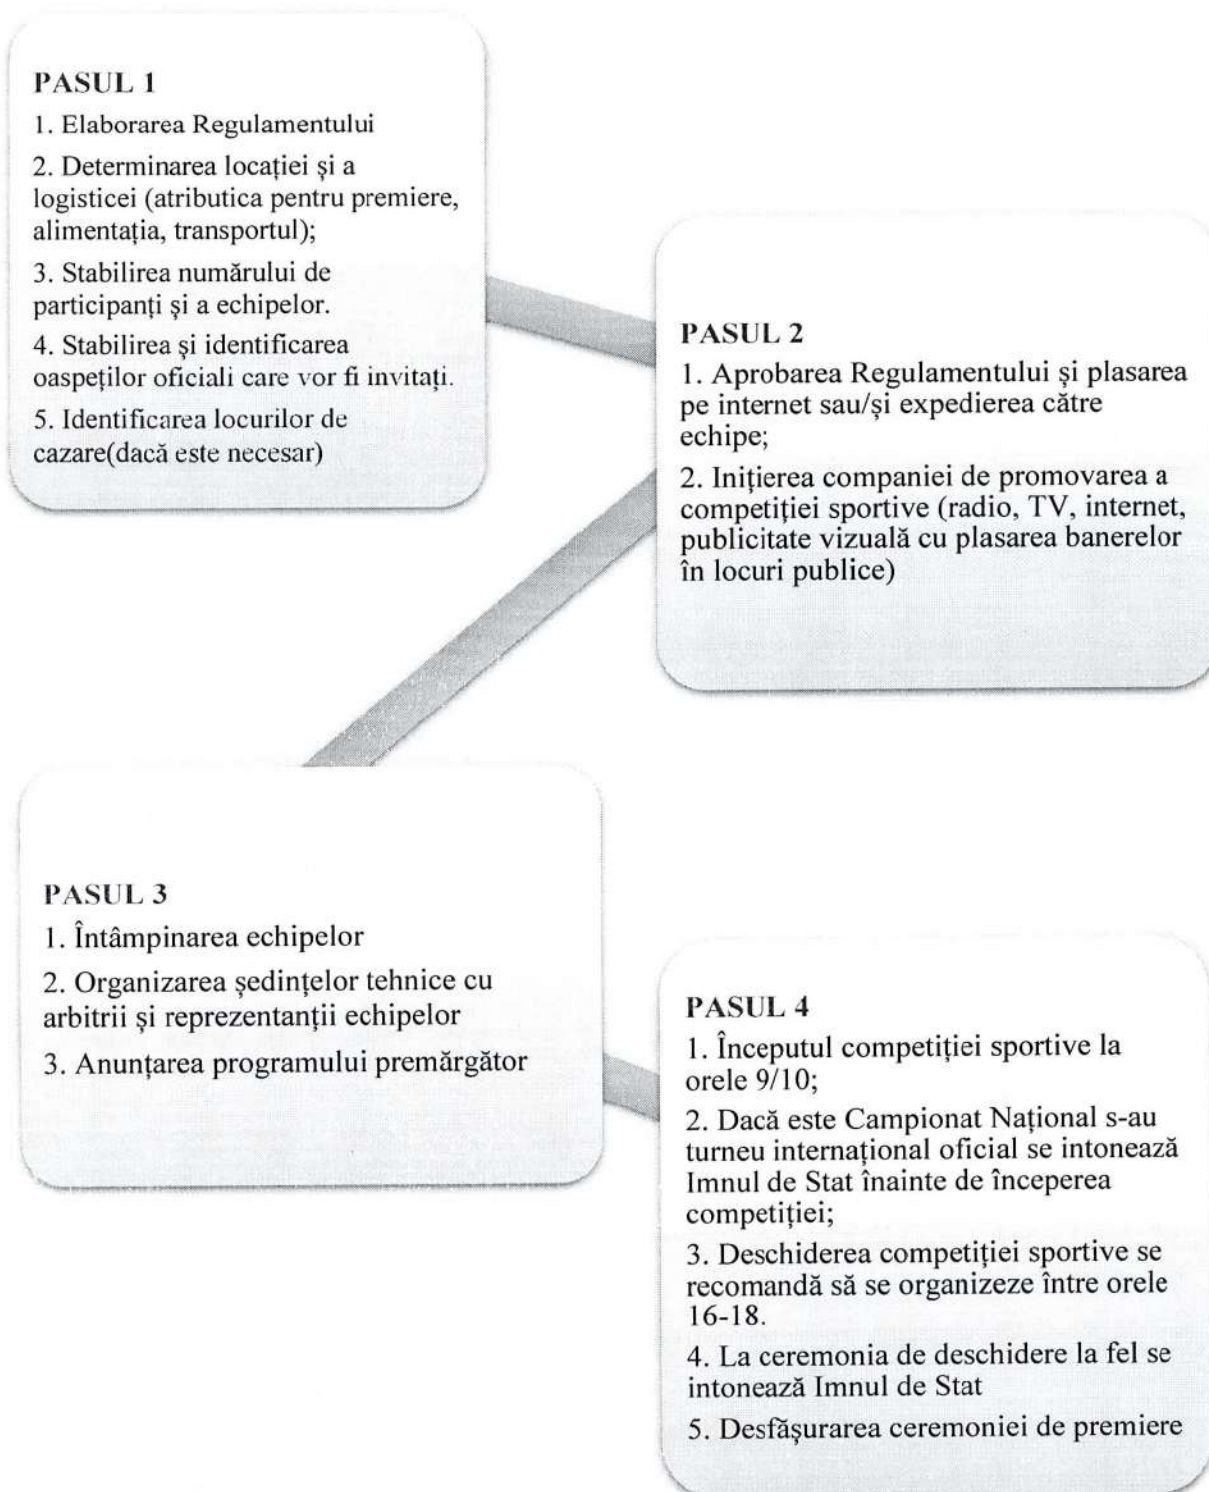 PASUL 1
1. Elaborarea Regulamentului
2. Determinarea locației și a
logisticei (atributica pentru premiere,
alimentația, transportul);
3. Stabilirea numărului de
participanți și a echipelor.
4. Stabilirea și identificarea
oaspeților oficiali care vor fi invitați.
5. Identificarea locurilor de
cazare(dacă este necesar)
PASUL 2
1. Aprobarea Regulamentului și plasarea
pe internet sau/și expedierea către
echipe;
2. Inițierea companiei de promovarea a
competiției sportive (radio, TV, internet,
publicitate vizuală cu plasarea banerelor
în locuri publice)
PASUL 3
1. Întâmpinarea echipelor
2. Organizarea ședințelor tehnice cu
arbitrii și reprezentanții echipelor
3. Anunțarea programului premărgător
PASUL 4
1. Începutul competiției sportive la
orele 9/10;
2. Dacă este Campionat Național s-au
turneu internațional oficial se intonează
Imnul de Stat înainte de începerea
competiției;
3. Deschiderea competiției sportive se
recomandă să se organizeze între orele
16-18.
4. La ceremonia de deschidere la fel se
intonează Imnul de Stat
5. Desfășurarea ceremoniei de premiere